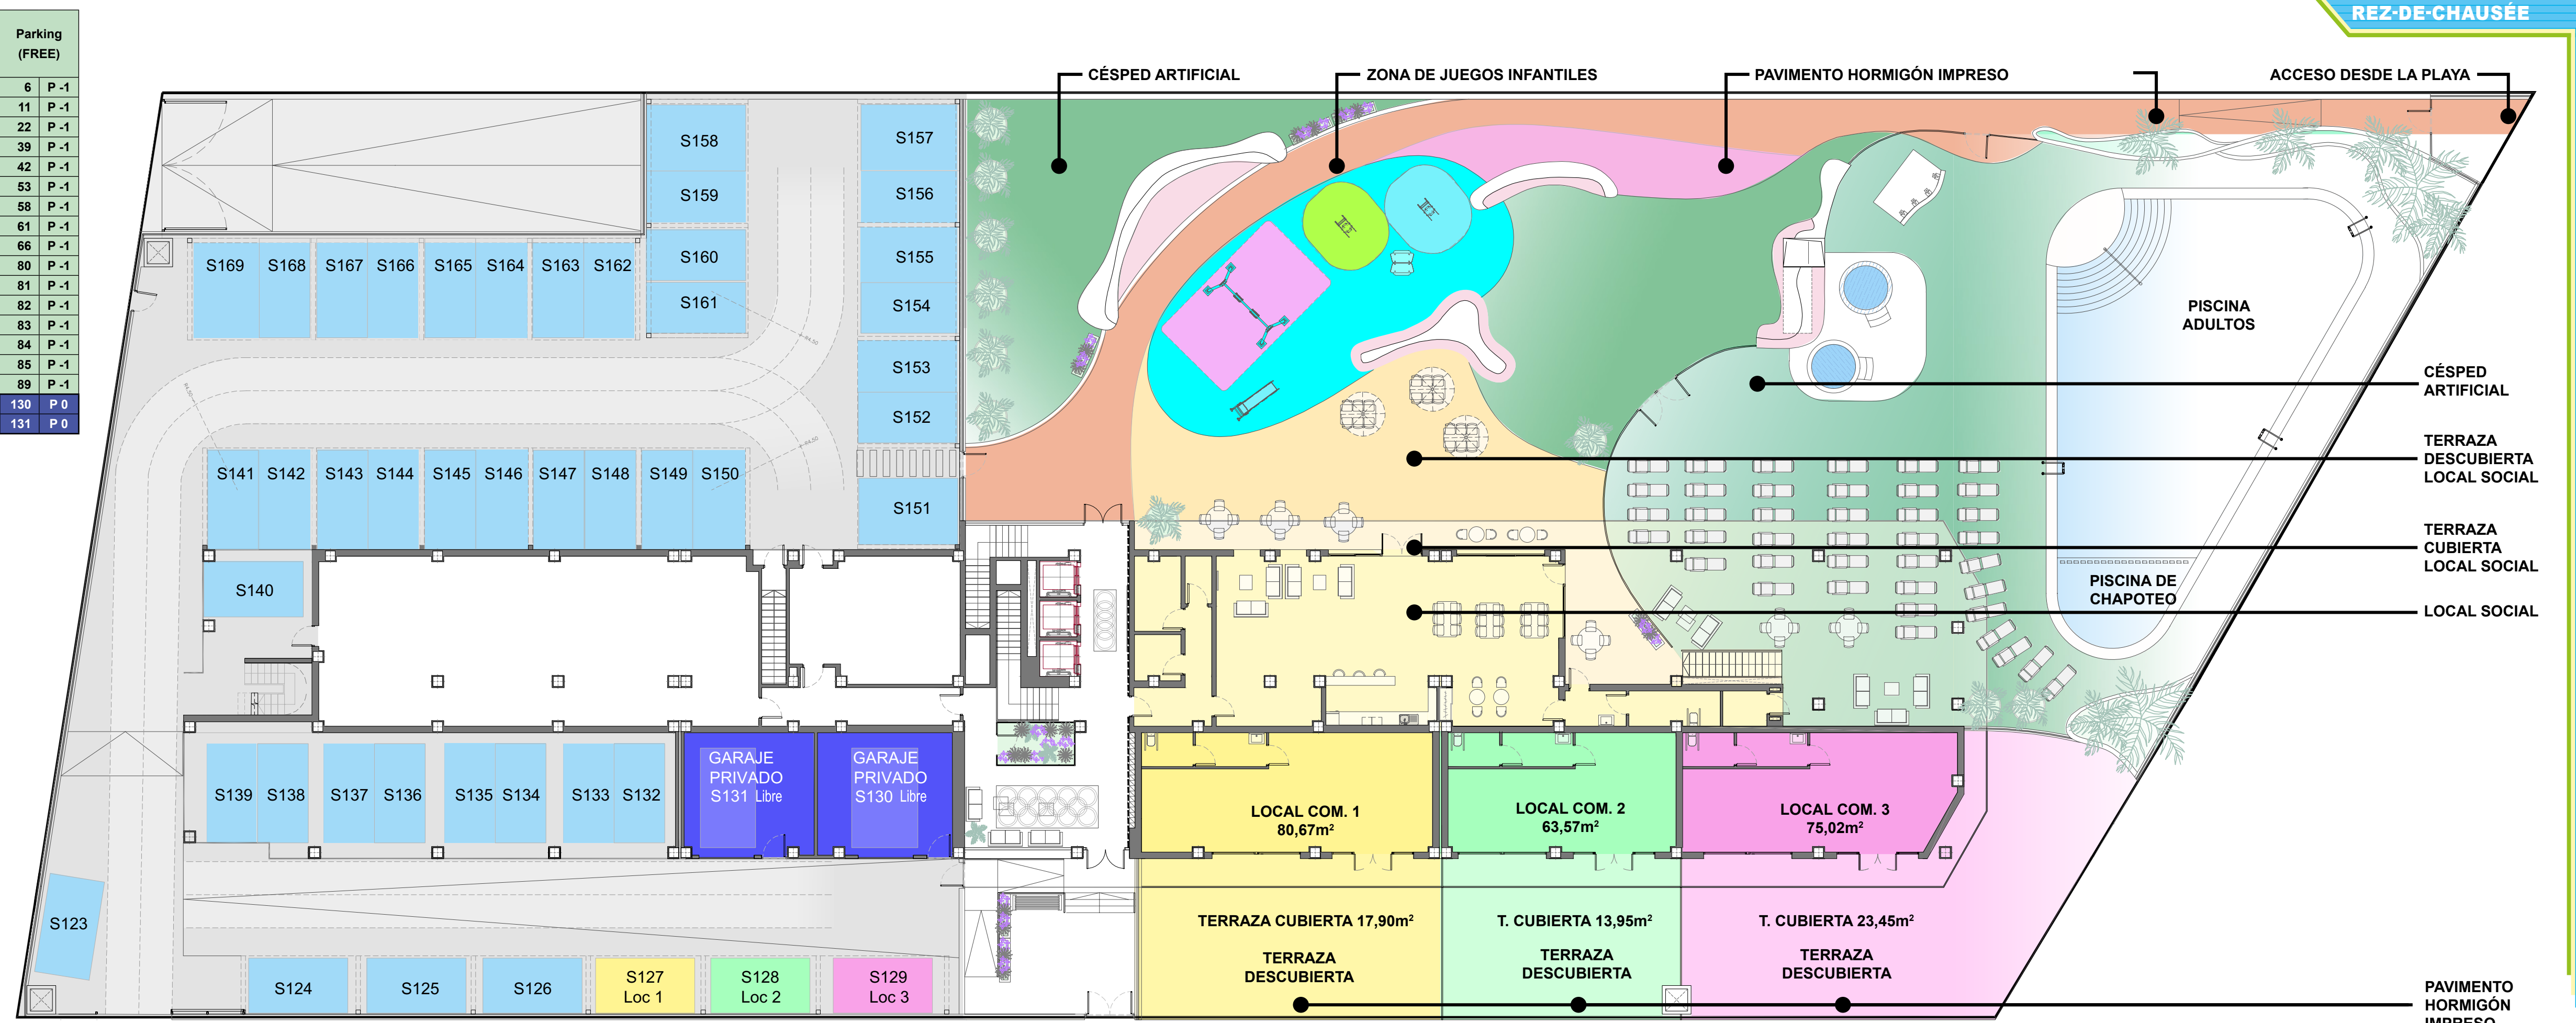 REZ-DE-CHAUSÉE
Parking
(FREE)
6 P -1
11 P -1
22 P -1
39 P -1
42 P -1
53 P -1
58 P -1
61 P -1
66 P -1
80 P -1
81 P -1
82 P -1
83 P -1
84 P -1
85 P -1
89 P -1
130 P 0
131 P 0
CÉSPED ARTIFICIAL
ZONA DE JUEGOS INFANTILES
PAVIMENTO HORMIGÓN IMPRESO
ACCESO DESDE LA PLAYA
S158
S157
S159
S156
S160
S155
S161
S154
S169
S168
S167
S166
S165
S164
S163
S162
S153
S152
S141
S142
S143
S144
S145
S146
S147
S148
S149
S150
S151
S140
PISCINA
ADULTOS
CÉSPED
ARTIFICIAL
TERRAZA
DESCUBIERTA
LOCAL SOCIAL
TERRAZA
CUBIERTA
LOCAL SOCIAL
PISCINA DE
CHAPOTEO
LOCAL SOCIAL
S139
S138
S137
S136
S135
S134
S133
S132
GARAJE
PRIVADO
S131 Libre
GARAJE
PRIVADO
S130 Libre
LOCAL COM. 1
80,67m²
LOCAL COM. 2
63,57m²
LOCAL COM. 3
75,02m²
S123
S124
S125
S126
S127
Loc 1
S128
Loc 2
S129
Loc 3
TERRAZA CUBIERTA 17,90m²
TERRAZA
DESCUBIERTA
T. CUBIERTA 13,95m²
TERRAZA
DESCUBIERTA
T. CUBIERTA 23,45m²
TERRAZA
DESCUBIERTA
PAVIMENTO
HORMIGÓN
IMPRESO